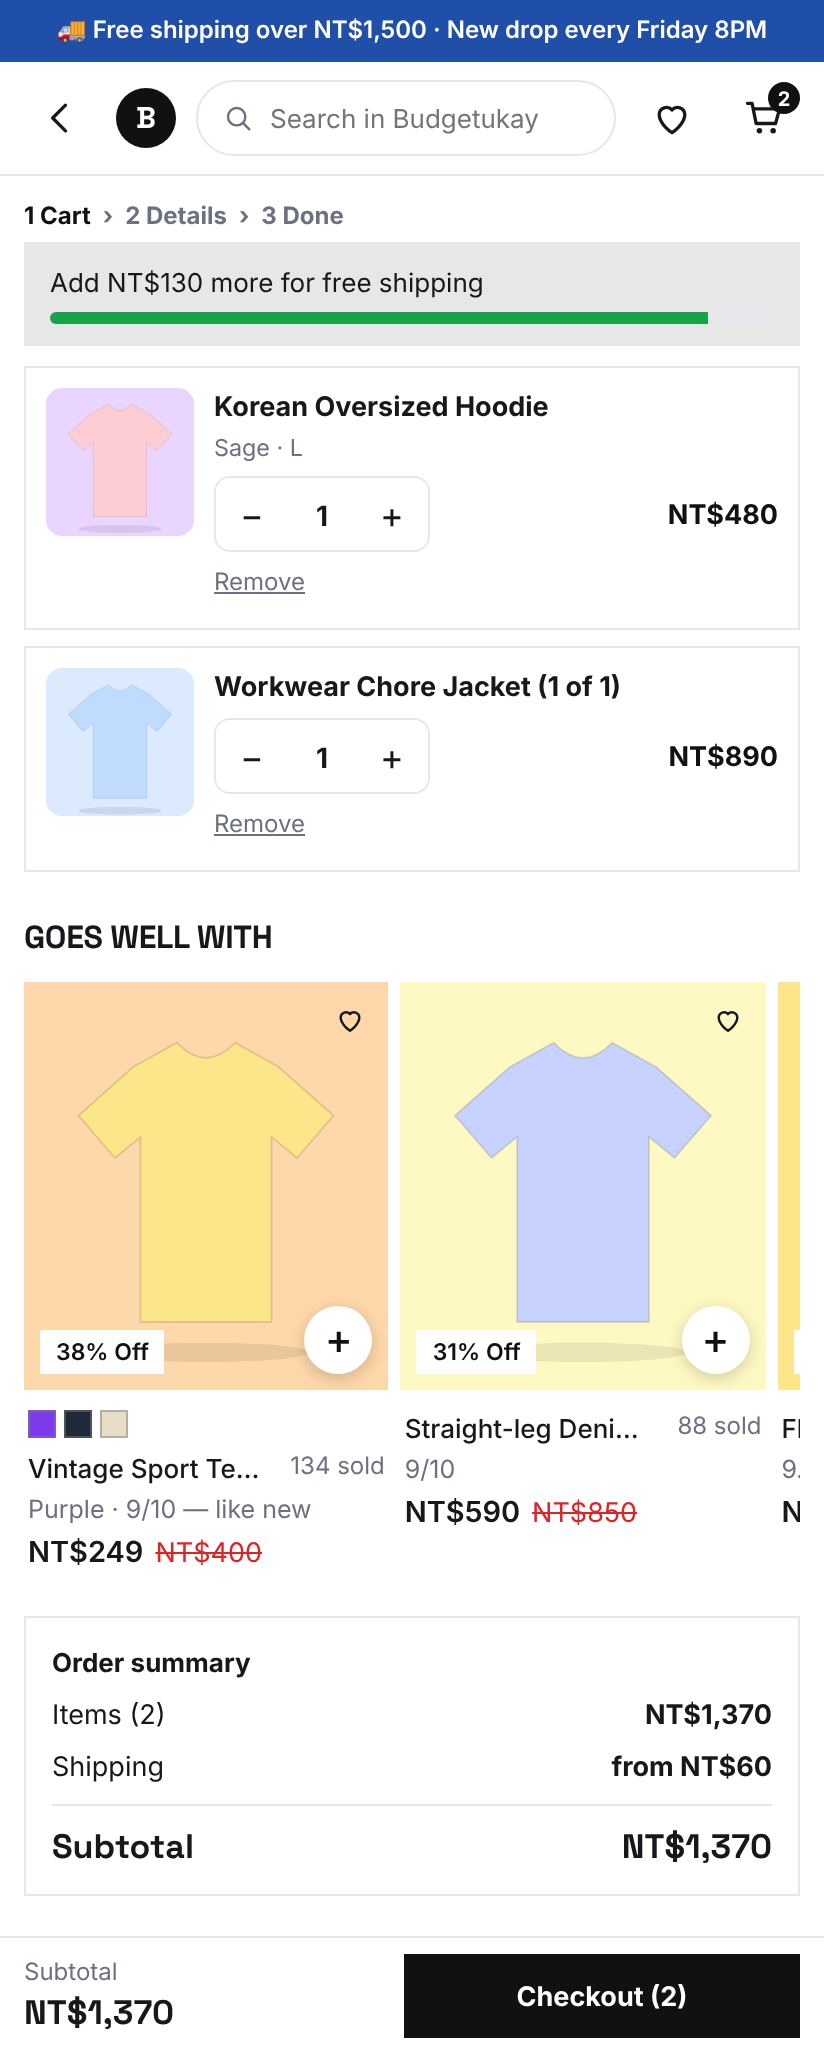 🚚 Free shipping over NT$1,500 · New drop every Friday 8PM
B
Search in Budgetukay
2
1 Cart › 2 Details › 3 Done
Add NT$130 more for free shipping
Korean Oversized Hoodie
Sage · L
− 1 +
NT$480
Remove
Workwear Chore Jacket (1 of 1)
− 1 +
NT$890
Remove
GOES WELL WITH
38% Off
+
31% Off
+
Vintage Sport Te... 134 sold
Purple · 9/10 — like new
NT$249 NT$400
Straight-leg Deni... 88 sold
9/10
NT$590 NT$850
Order summary
Items (2) NT$1,370
Shipping from NT$60
Subtotal NT$1,370
Subtotal
NT$1,370
Checkout (2)